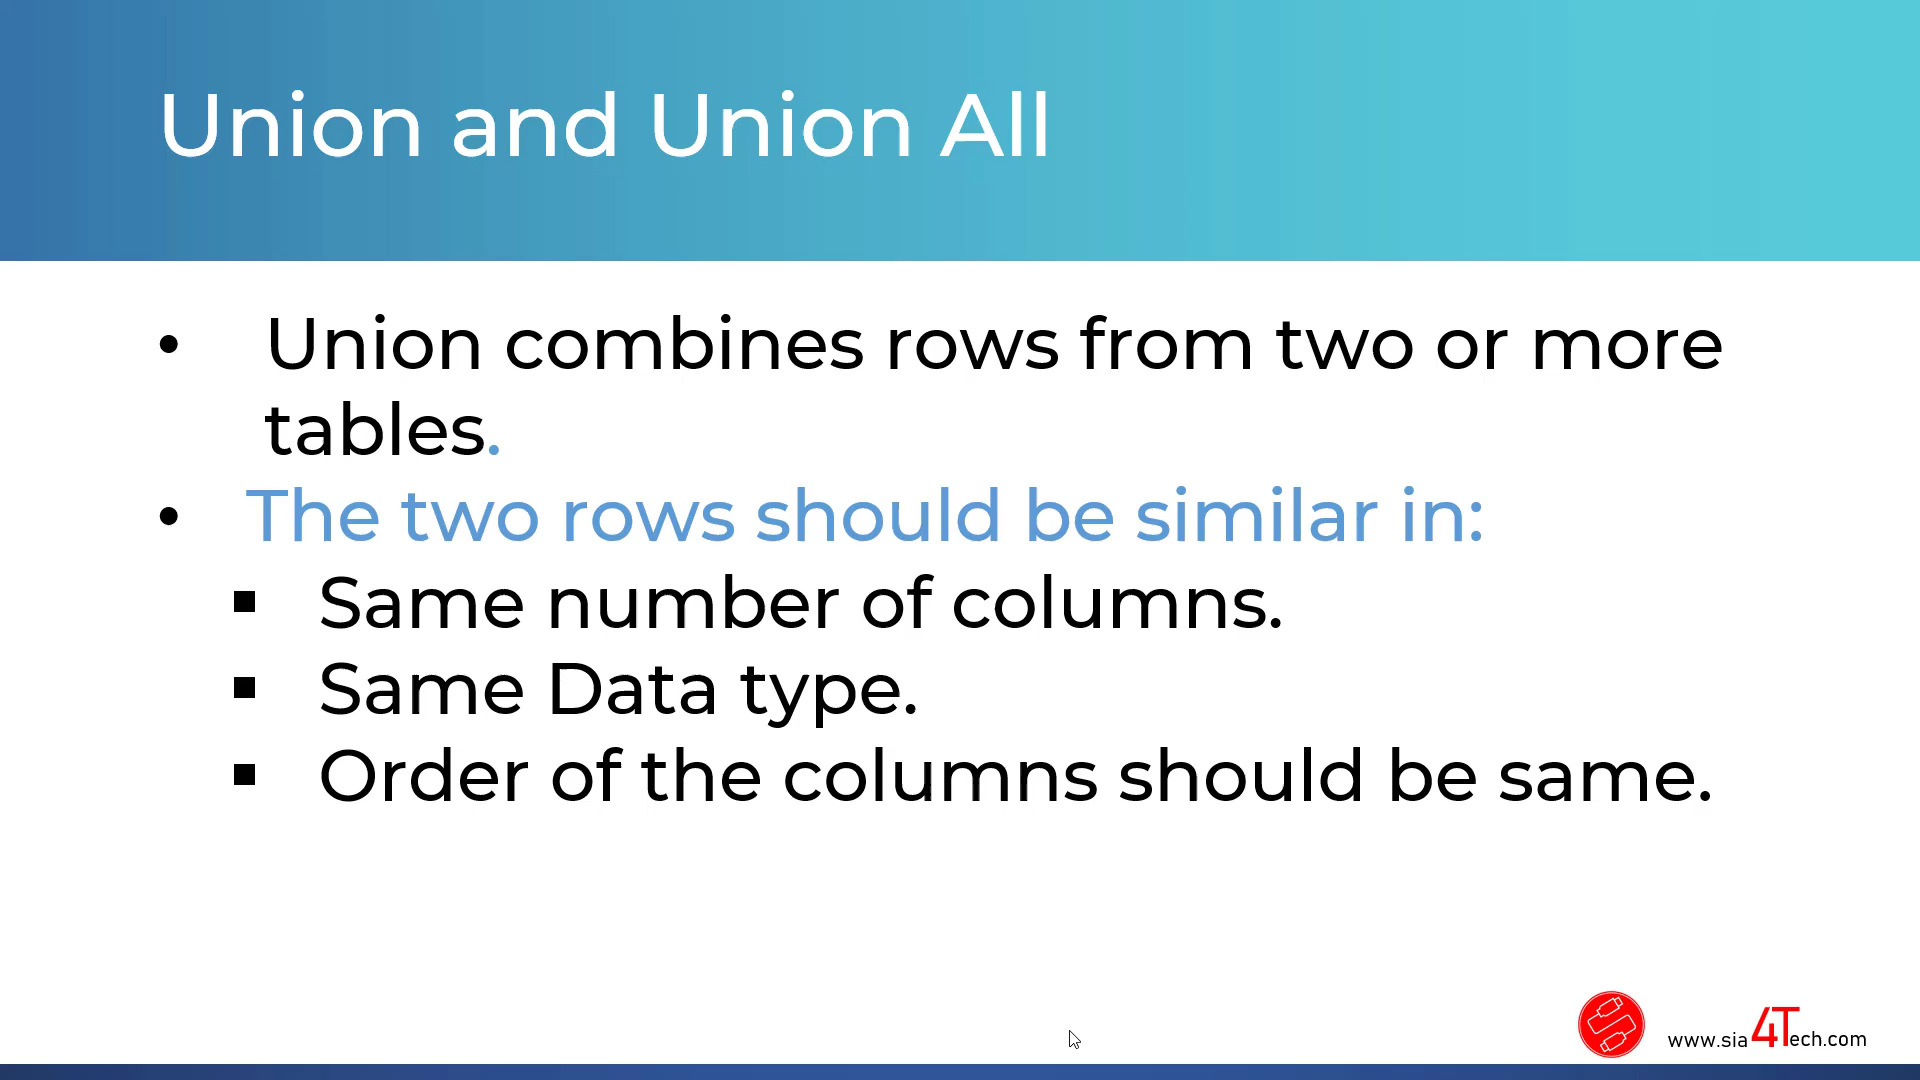 Union and Union All
• Union combines rows from two or more
tables.
• The two rows should be similar in:
▪ Same number of columns.
▪ Same Data type.
▪ Order of the columns should be same.
www.sia4Tech.com